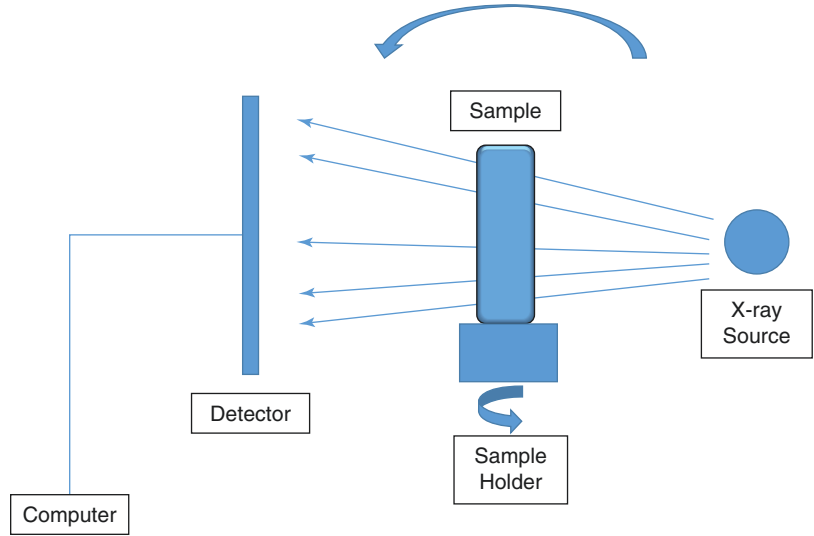 Sample
X-ray
Source
Detector
Sample
Holder
Computer